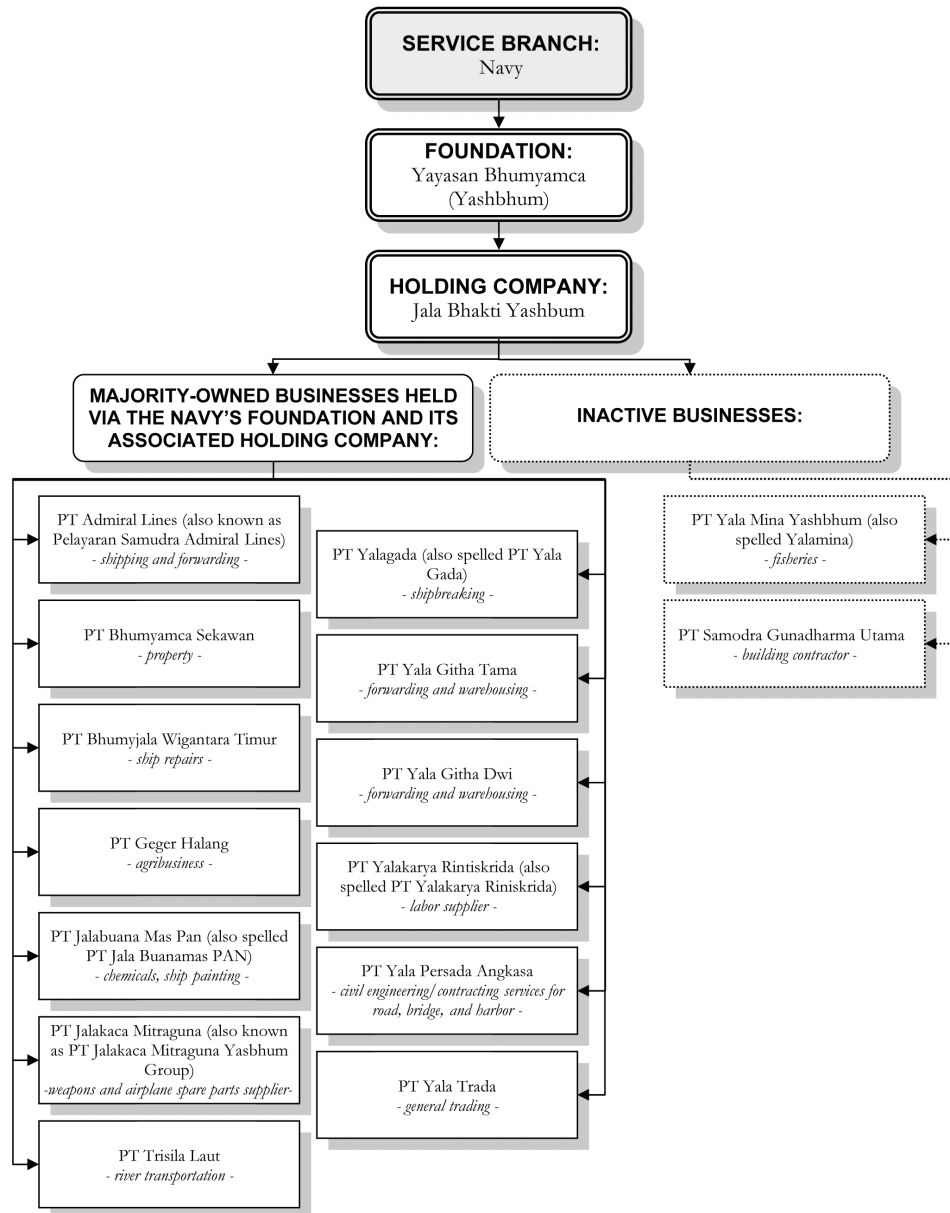 SERVICE BRANCH:
Navy
FOUNDATION:
Yayasan Bhumyamca
(Yashbhum)
HOLDING COMPANY:
Jala Bhakti Yashbum
MAJORITY-OWNED BUSINESSES HELD
VIA THE NAVY'S FOUNDATION AND ITS
ASSOCIATED HOLDING COMPANY:
PT Admiral Lines (also known as
Pelayaran Samudra Admiral Lines)
- shipping and forwarding -
PT Bhumyamca Sekawan
- property -
PT Bhumyjala Wigantara Timur
- ship repairs -
PT Geger Halang
- agribusiness -
PT Jalabuana Mas Pan (also spelled
PT Jala Buanamas PAN)
- chemicals, ship painting -
PT Jalakaca Mitraguna (also known
as PT Jalakaca Mitraguna Yasbhum
Group)
-weapons and airplane spare parts supplier-
PT Trisila Laut
- river transportation -
PT Yalagada (also spelled PT Yala
Gada)
- shipbreaking -
PT Yala Githa Tama
- forwarding and warehousing -
PT Yala Githa Dwi
- forwarding and warehousing -
PT Yalakarya Rintiskrida (also
spelled PT Yalakarya Riniskrida)
- labor supplier -
PT Yala Persada Angkasa
- civil engineering/contracting services for
road, bridge, and harbor -
PT Yala Trada
- general trading -
INACTIVE BUSINESSES:
PT Yala Mina Yashbhum (also
spelled Yalamina)
- fisheries -
PT Samodra Gunadharma Utama
- building contractor -